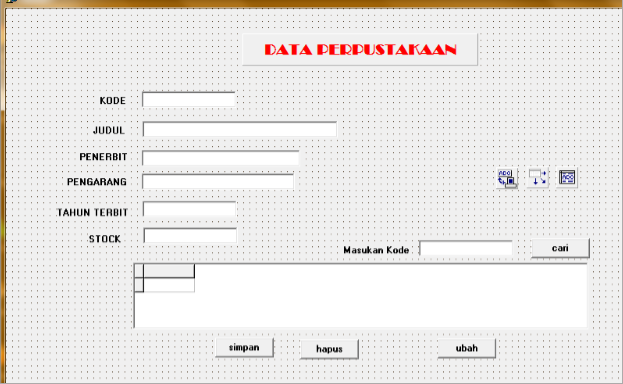 DATA PERPUSTAKAAN
KODE
JUDUL
PENERBIT
PENGARANG
TAHUN TERBIT
STOCK
Masukan Kode cari
simpan hapus ubah